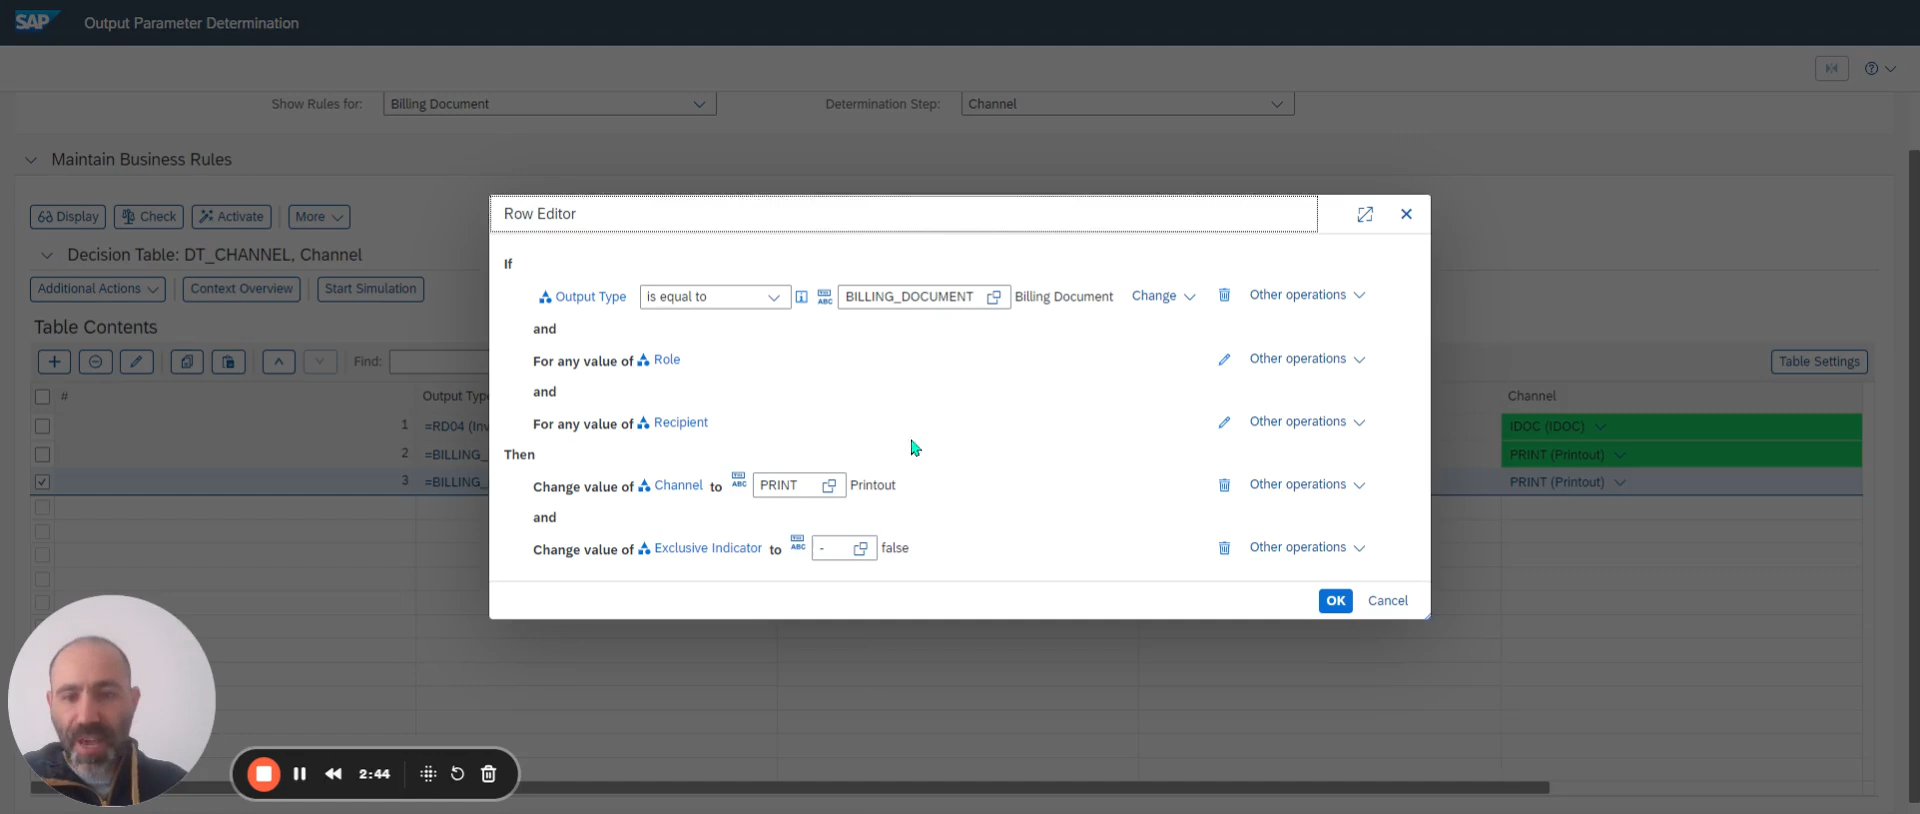 SAP Output Parameter Determination
Show Rules for: Billing Document Determination Step: Channel
Maintain Business Rules
Display Check Activate More
Decision Table: DT_CHANNEL, Channel
Additional Actions Context Overview Start Simulation
Table Contents
Find: Table Settings
# Output Type Channel
1 =RD04 (Inv IDOC (IDOC)
2 =BILLING_ PRINT (Printout)
3 =BILLING_ PRINT (Printout)
Row Editor
If
Output Type is equal to BILLING_DOCUMENT Billing Document Change Other operations
and
For any value of Role Other operations
and
For any value of Recipient Other operations
Then
Change value of Channel to PRINT Printout Other operations
and
Change value of Exclusive Indicator to - false Other operations
OK Cancel
2:44